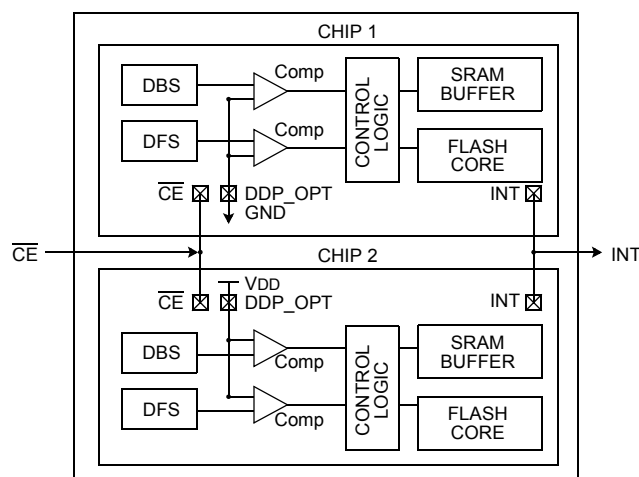 CHIP 1
DBS
Comp
CONTROL
LOGIC
SRAM
BUFFER
DFS
Comp
FLASH
CORE
CE
DDP_OPT
GND
INT
CE
INT
CHIP 2
CE
VDD
DDP_OPT
INT
DBS
Comp
CONTROL
LOGIC
SRAM
BUFFER
DFS
Comp
FLASH
CORE